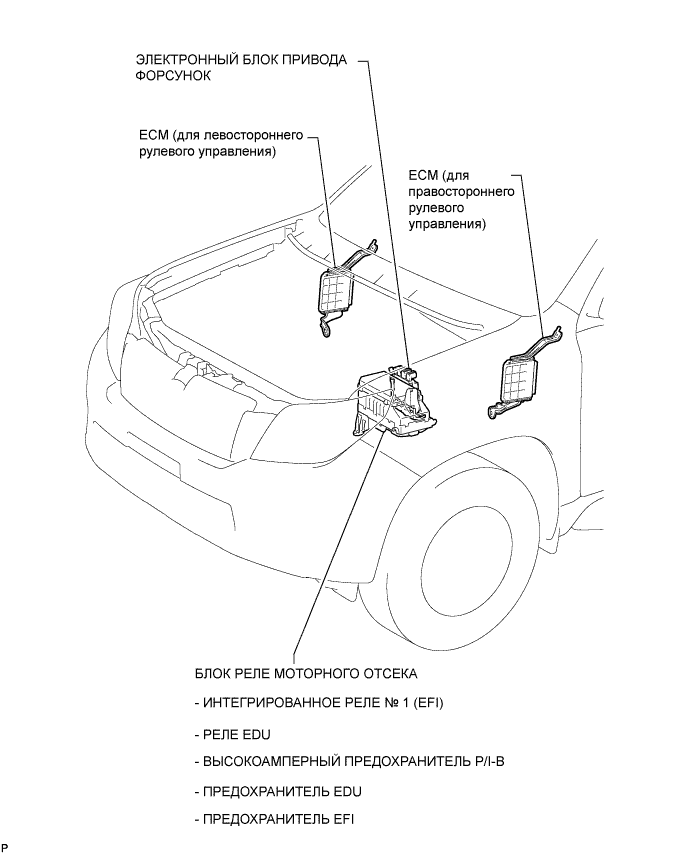 ЭЛЕКТРОННЫЙ БЛОК ПРИВОДА
ФОРСУНОК
ECM (для левостороннего
рулевого управления)
ECM (для
правостороннего
рулевого
управления)
БЛОК РЕЛЕ МОТОРНОГО ОТСЕКА
- ИНТЕГРИРОВАННОЕ РЕЛЕ № 1 (EFI)
- РЕЛЕ EDU
- ВЫСОКОАМПЕРНЫЙ ПРЕДОХРАНИТЕЛЬ P/I-B
- ПРЕДОХРАНИТЕЛЬ EDU
- ПРЕДОХРАНИТЕЛЬ EFI
P